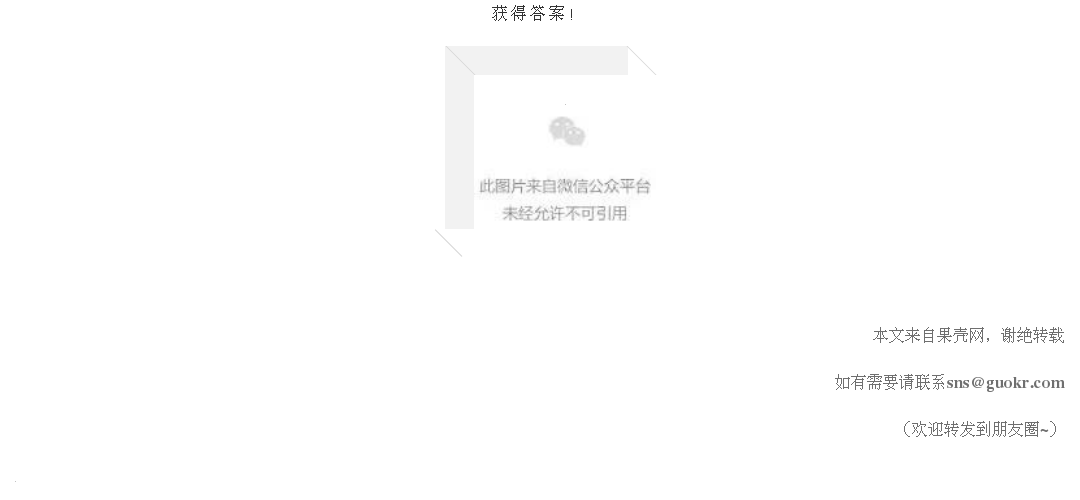 获得答案！
此图片来自微信公众平台
未经允许不可引用
本文来自果壳网，谢绝转载
如有需要请联系sns@guokr.com
（欢迎转发到朋友圈~）